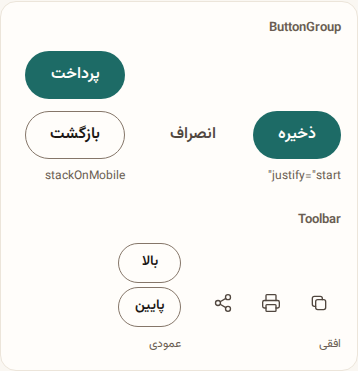 ButtonGroup
پرداخت
ذخیره انصراف بازگشت
justify="start" stackOnMobile
Toolbar
بالا
پایین
افقی عمودی